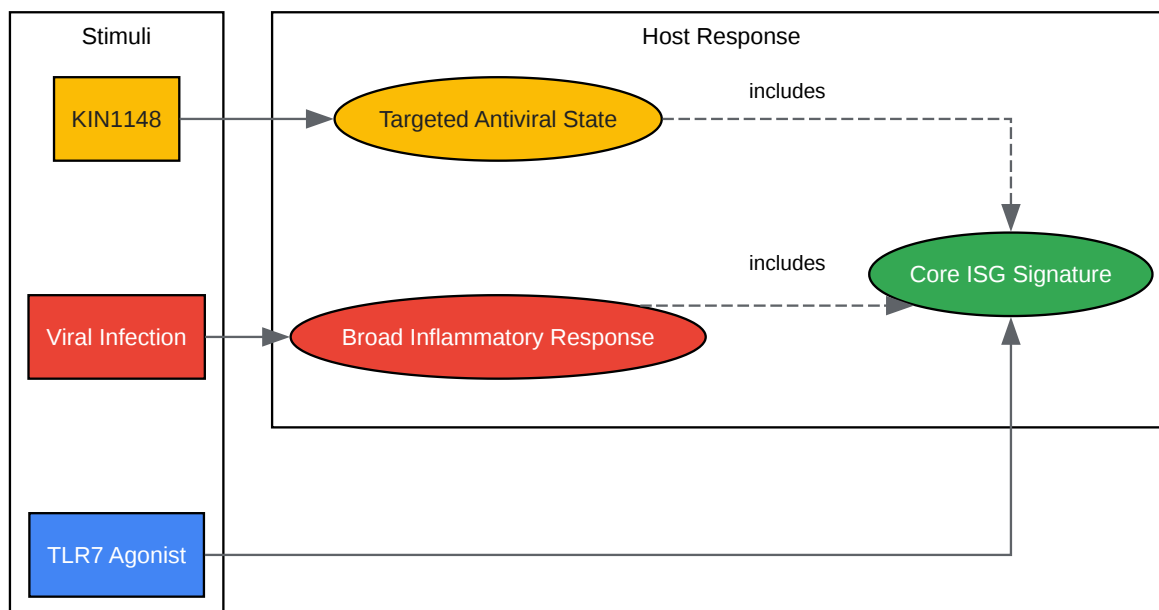 Stimuli
Host Response
KIN1148
Targeted Antiviral State
includes
Core ISG Signature
includes
Viral Infection
Broad Inflammatory Response
TLR7 Agonist